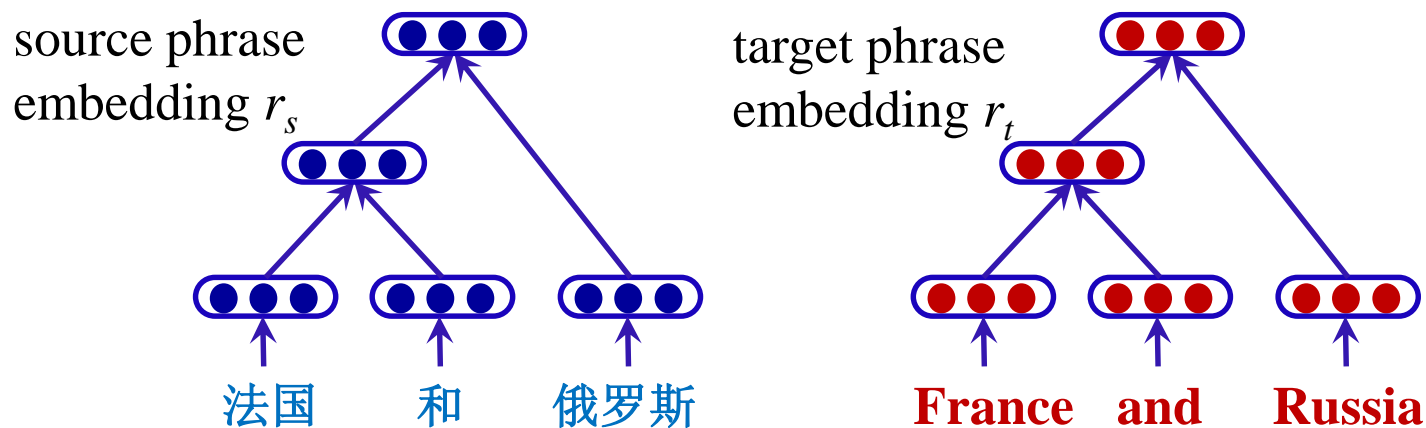 source phrase
embedding r_s
target phrase
embedding r_t
法国 和 俄罗斯
France and Russia